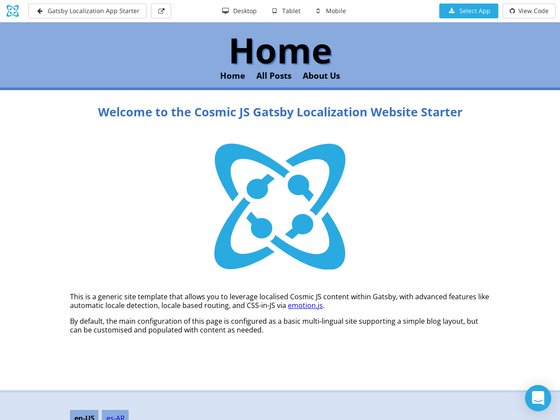 Gatsby Localization App Starter
Desktop
Tablet
Mobile
Select App
View Code
Home
Home All Posts About Us
Welcome to the Cosmic JS Gatsby Localization Website Starter
This is a generic site template that allows you to leverage localised Cosmic JS content within Gatsby, with advanced features like
automatic locale detection, locale based routing, and CSS-in-JS via emotion.js.
By default, the main configuration of this page is configured as a basic multi-lingual site supporting a simple blog layout, but
can be customised and populated with content as needed.
en-US es-AR